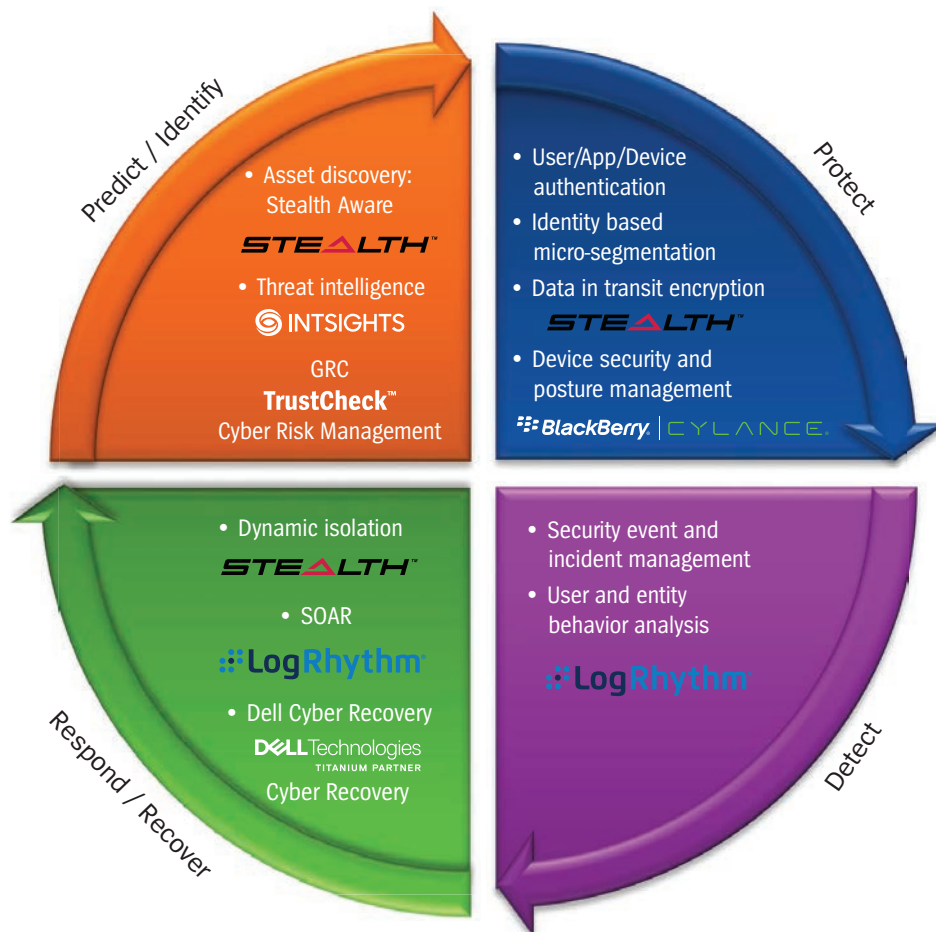 Predict / Identify
• Asset discovery:
Stealth Aware
STEALTH™
• Threat intelligence
INTSIGHTS
GRC
TrustCheck™
Cyber Risk Management
Protect
• User/App/Device
authentication
• Identity based
micro-segmentation
• Data in transit encryption
STEALTH™
• Device security and
posture management
BlackBerry® | CYLANCE®
Respond / Recover
• Dynamic isolation
STEALTH™
• SOAR
LogRhythm®
• Dell Cyber Recovery
DELL Technologies
TITANIUM PARTNER
Cyber Recovery
Detect
• Security event and
incident management
• User and entity
behavior analysis
LogRhythm®